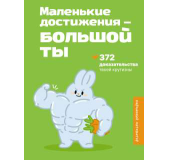 Маленькие
достижения –
большой
ты
372
доказательства
твоей крутизны